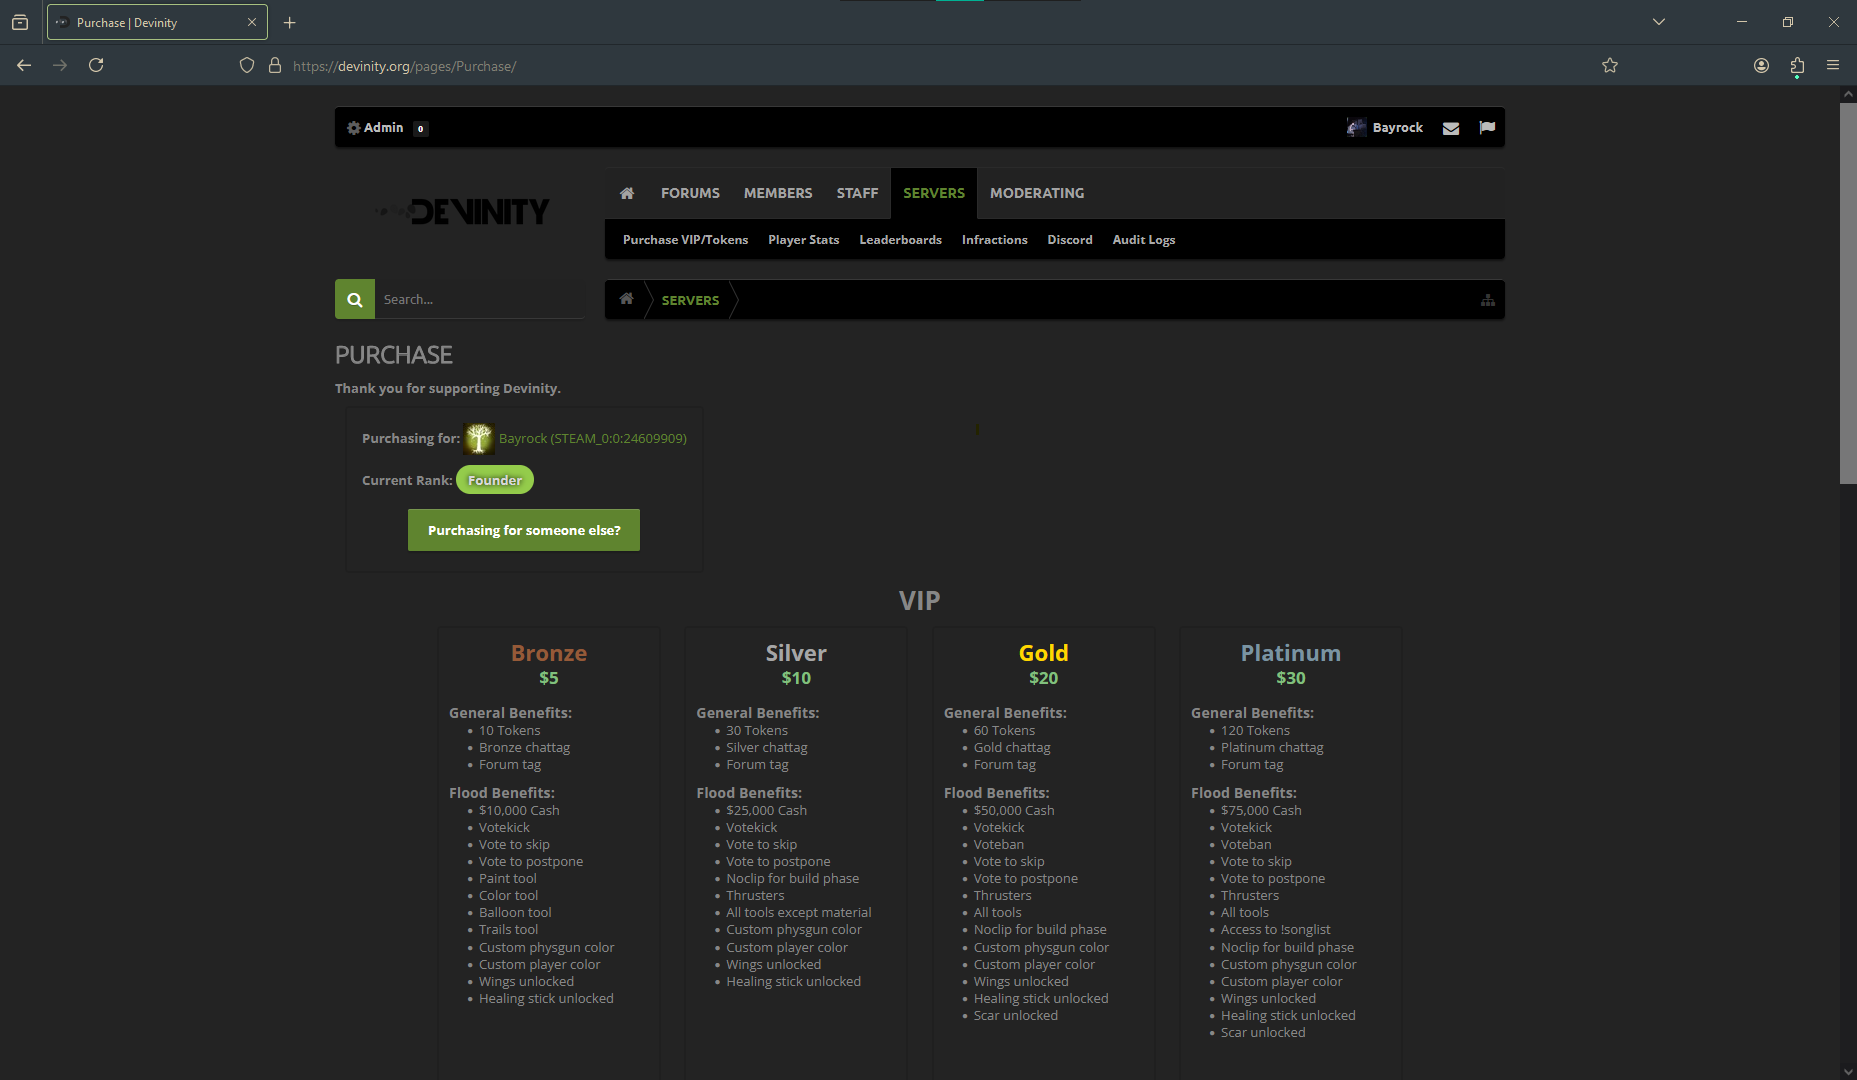 Purchase | Devinity
https://devinity.org/pages/Purchase/
Admin 0
Bayrock
DEVINITY
FORUMS MEMBERS STAFF SERVERS MODERATING
Purchase VIP/Tokens Player Stats Leaderboards Infractions Discord Audit Logs
Search...
SERVERS
PURCHASE
Thank you for supporting Devinity.
Purchasing for: Bayrock (STEAM_0:0:24609909)
Current Rank: Founder
Purchasing for someone else?
VIP
Bronze
$5
General Benefits:
10 Tokens
Bronze chattag
Forum tag
Flood Benefits:
$10,000 Cash
Votekick
Vote to skip
Vote to postpone
Paint tool
Color tool
Balloon tool
Trails tool
Custom physgun color
Custom player color
Wings unlocked
Healing stick unlocked
Silver
$10
General Benefits:
30 Tokens
Silver chattag
Forum tag
Flood Benefits:
$25,000 Cash
Votekick
Vote to skip
Vote to postpone
Noclip for build phase
Thrusters
All tools except material
Custom physgun color
Custom player color
Wings unlocked
Healing stick unlocked
Gold
$20
General Benefits:
60 Tokens
Gold chattag
Forum tag
Flood Benefits:
$50,000 Cash
Votekick
Voteban
Vote to skip
Vote to postpone
Thrusters
All tools
Noclip for build phase
Custom physgun color
Custom player color
Wings unlocked
Healing stick unlocked
Scar unlocked
Platinum
$30
General Benefits:
120 Tokens
Platinum chattag
Forum tag
Flood Benefits:
$75,000 Cash
Votekick
Voteban
Vote to skip
Vote to postpone
Thrusters
All tools
Access to !songlist
Noclip for build phase
Custom physgun color
Custom player color
Wings unlocked
Healing stick unlocked
Scar unlocked